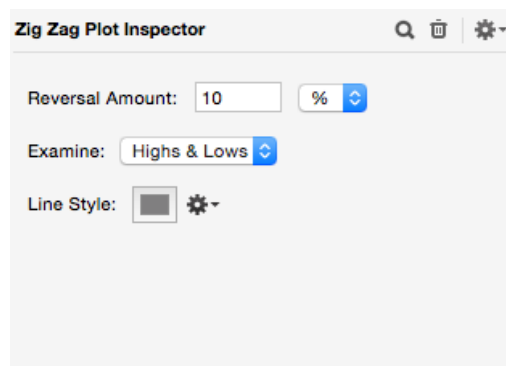 Zig Zag Plot Inspector
Reversal Amount: 10 %
Examine: Highs & Lows
Line Style: